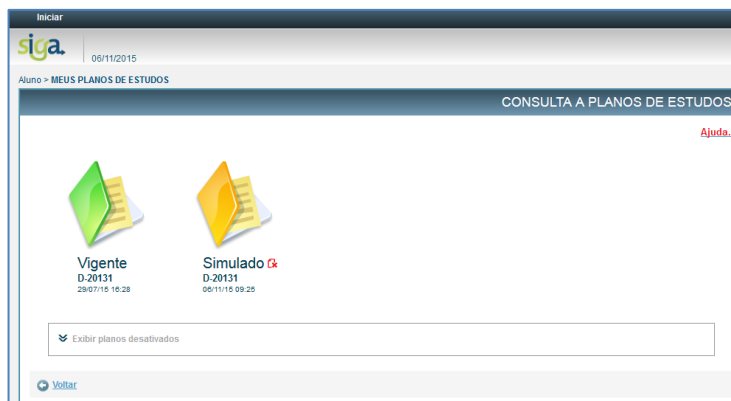 Iniciar
siga.
06/11/2015
Aluno > MEUS PLANOS DE ESTUDOS
CONSULTA A PLANOS DE ESTUDOS
Ajuda.
Vigente
D-20131
29/07/15 16:28
Simulado
D-20131
06/11/15 09:25
Exibir planos desativados
Voltar